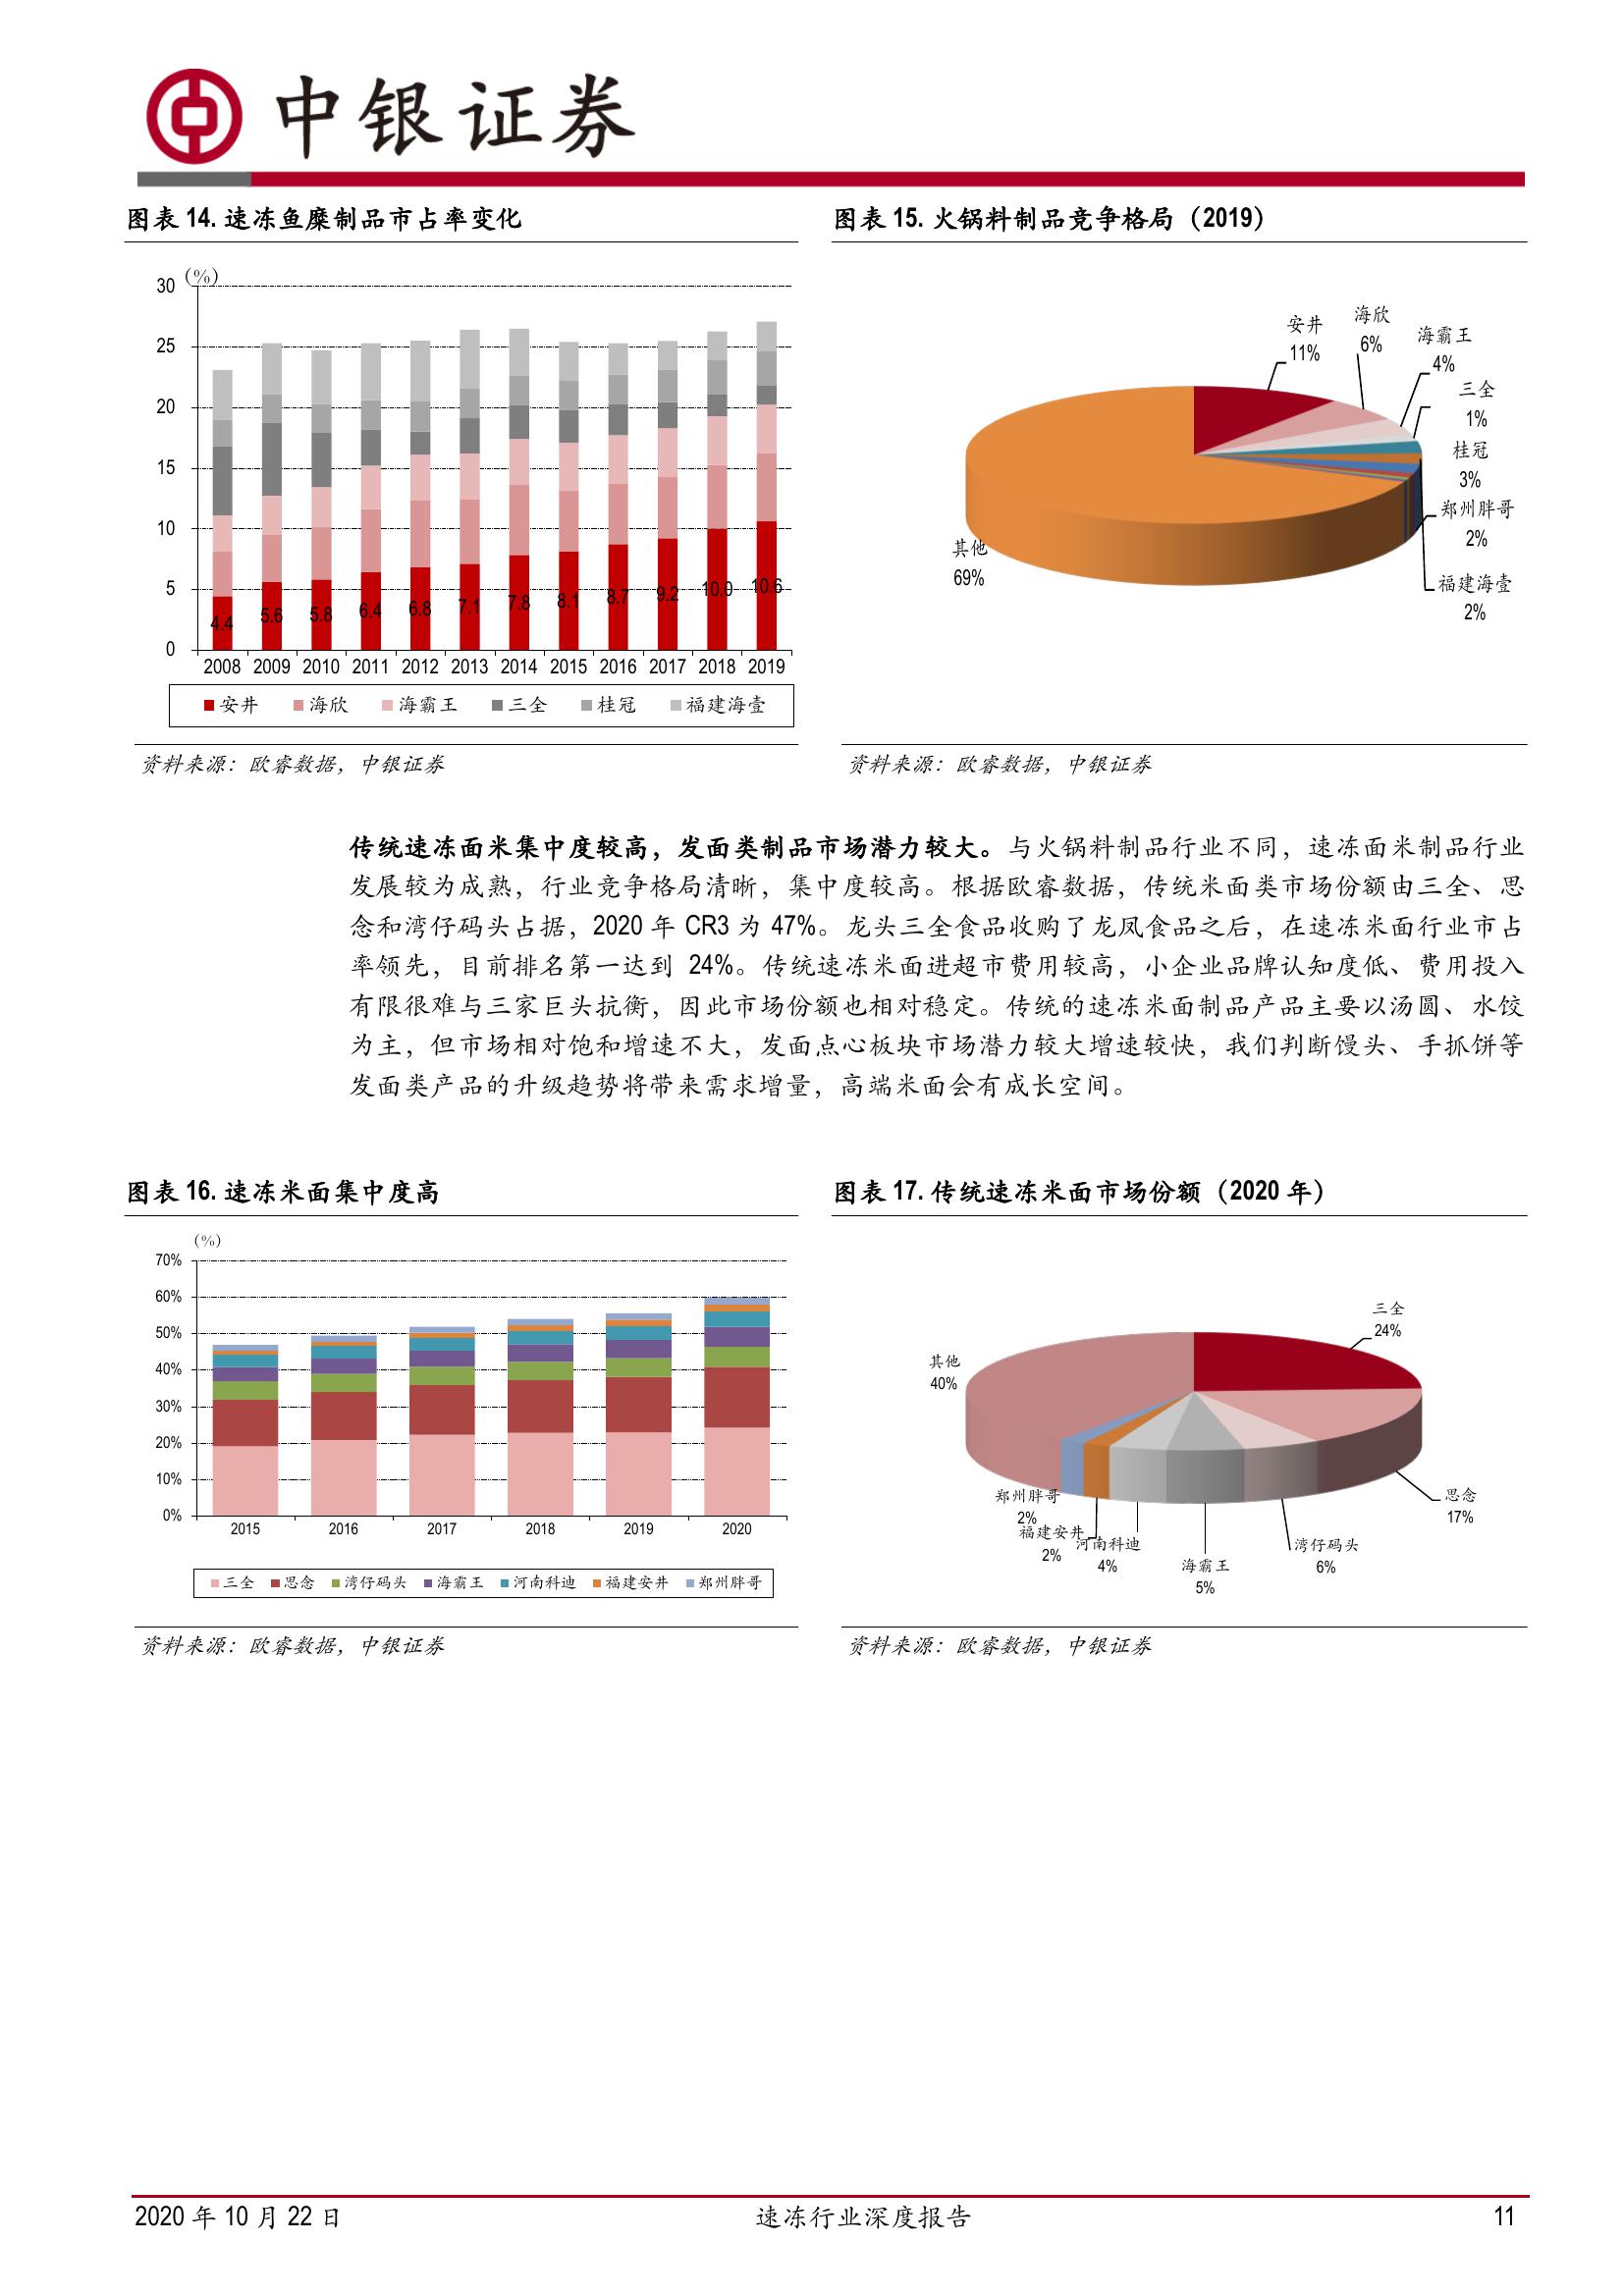 中银证券
图表 14. 速冻鱼糜制品市占率变化
(%)
30
25
20
15
10
5
0
4.4 5.6 5.8 6.4 6.8 7.1 7.8 8.1 8.7 9.2 10.0 10.6
2008 2009 2010 2011 2012 2013 2014 2015 2016 2017 2018 2019
安井 海欣 海霸王 三全 桂冠 福建海壹
资料来源：欧睿数据，中银证券
图表 15. 火锅料制品竞争格局（2019）
安井
11%
海欣
6%
海霸王
4%
三全
1%
桂冠
3%
郑州胖哥
2%
福建海壹
2%
其他
69%
资料来源：欧睿数据，中银证券
传统速冻面米集中度较高，发面类制品市场潜力较大。与火锅料制品行业不同，速冻面米制品行业
发展较为成熟，行业竞争格局清晰，集中度较高。根据欧睿数据，传统米面类市场份额由三全、思
念和湾仔码头占据，2020 年 CR3 为 47%。龙头三全食品收购了龙凤食品之后，在速冻米面行业市占
率领先，目前排名第一达到 24%。传统速冻米面进超市费用较高，小企业品牌认知度低、费用投入
有限很难与三家巨头抗衡，因此市场份额也相对稳定。传统的速冻米面制品产品主要以汤圆、水饺
为主，但市场相对饱和增速不大，发面点心板块市场潜力较大增速较快，我们判断馒头、手抓饼等
发面类产品的升级趋势将带来需求增量，高端米面会有成长空间。
图表 16. 速冻米面集中度高
(%)
70%
60%
50%
40%
30%
20%
10%
0%
2015 2016 2017 2018 2019 2020
三全 思念 湾仔码头 海霸王 河南科迪 福建安井 郑州胖哥
资料来源：欧睿数据，中银证券
图表 17. 传统速冻米面市场份额（2020 年）
三全
24%
思念
17%
湾仔码头
6%
海霸王
5%
河南科迪
4%
福建安井
2%
郑州胖哥
2%
其他
40%
资料来源：欧睿数据，中银证券
2020 年 10 月 22 日 速冻行业深度报告 11